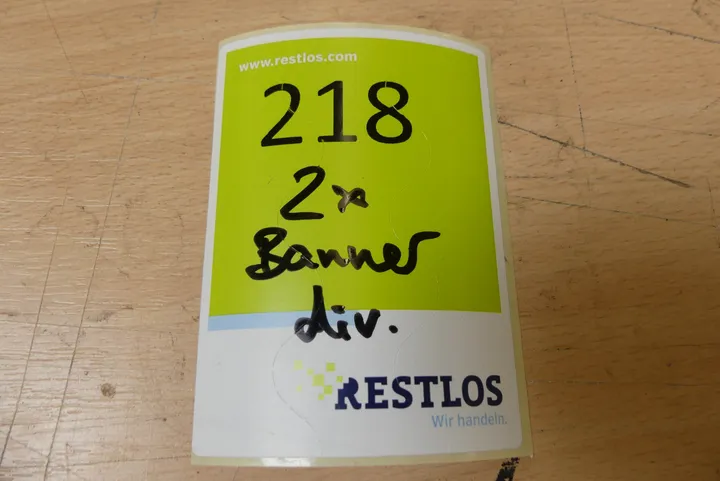 www.restlos.com
218
2x
Banner
div.
RESTLOS
Wir handeln.